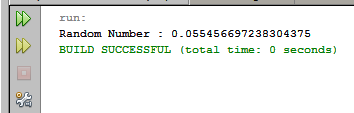 run:
Random Number : 0.055456697238304375
BUILD SUCCESSFUL (total time: 0 seconds)